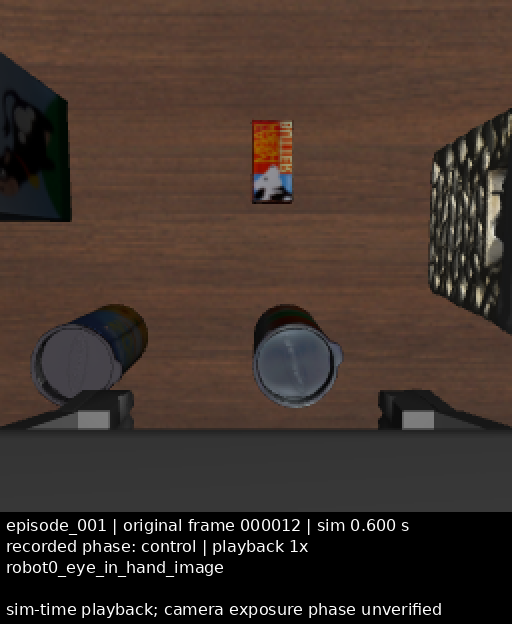 BUTTER
episode_001 | original frame 000012 | sim 0.600 s
recorded phase: control | playback 1x
robot0_eye_in_hand_image
sim-time playback; camera exposure phase unverified